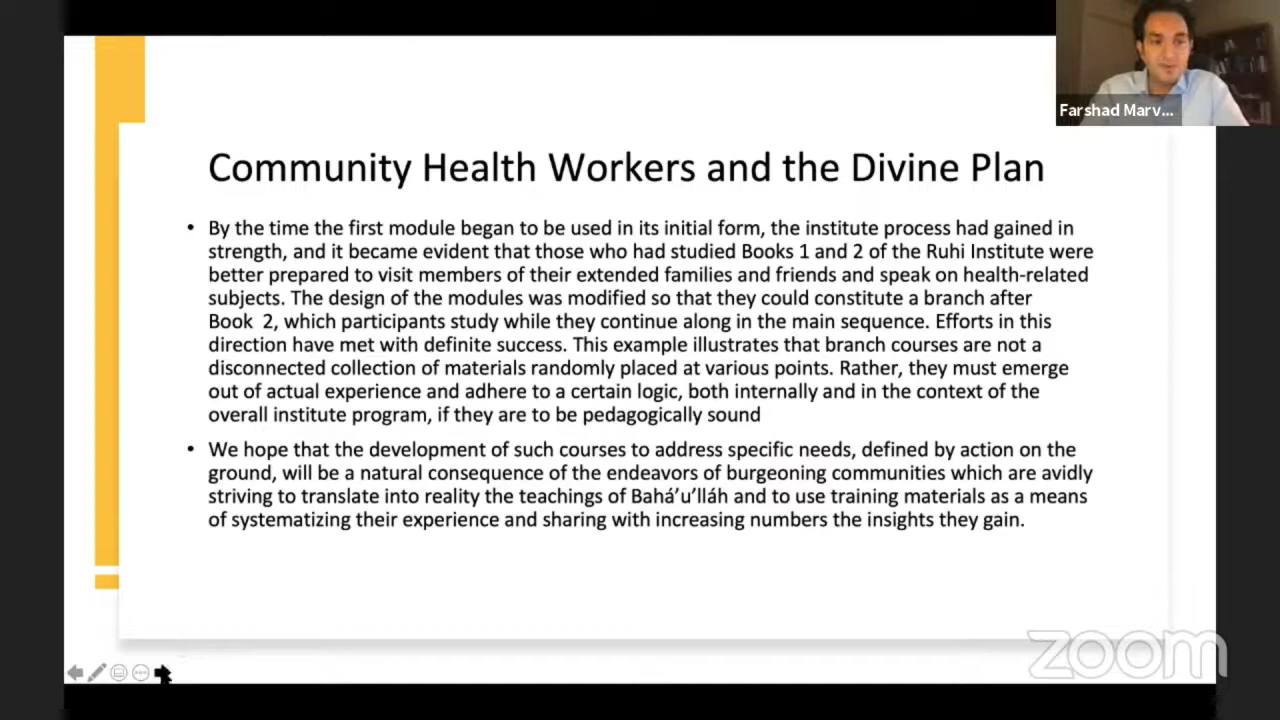 Farshad Marv...
Community Health Workers and the Divine Plan
• By the time the first module began to be used in its initial form, the institute process had gained in
strength, and it became evident that those who had studied Books 1 and 2 of the Ruhi Institute were
better prepared to visit members of their extended families and friends and speak on health-related
subjects. The design of the modules was modified so that they could constitute a branch after
Book 2, which participants study while they continue along in the main sequence. Efforts in this
direction have met with definite success. This example illustrates that branch courses are not a
disconnected collection of materials randomly placed at various points. Rather, they must emerge
out of actual experience and adhere to a certain logic, both internally and in the context of the
overall institute program, if they are to be pedagogically sound
• We hope that the development of such courses to address specific needs, defined by action on the
ground, will be a natural consequence of the endeavors of burgeoning communities which are avidly
striving to translate into reality the teachings of Bahá’u’lláh and to use training materials as a means
of systematizing their experience and sharing with increasing numbers the insights they gain.
zoom